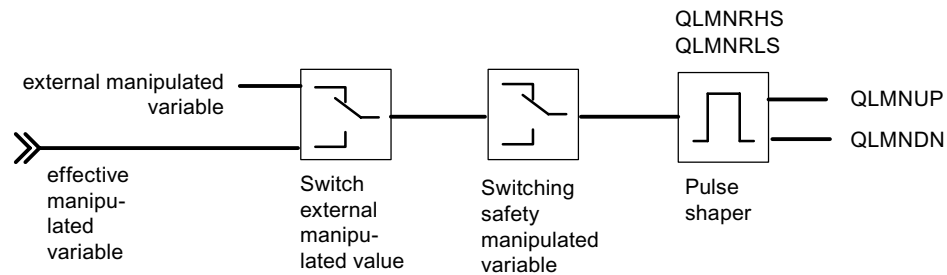 QLMNRHS
QLMNRLS
external manipulated
variable
QLMNUP
QLMNDN
effective
manipu-
lated
variable
Switch
external
manipu-
lated value
Switching
safety
manipulated
variable
Pulse
shaper